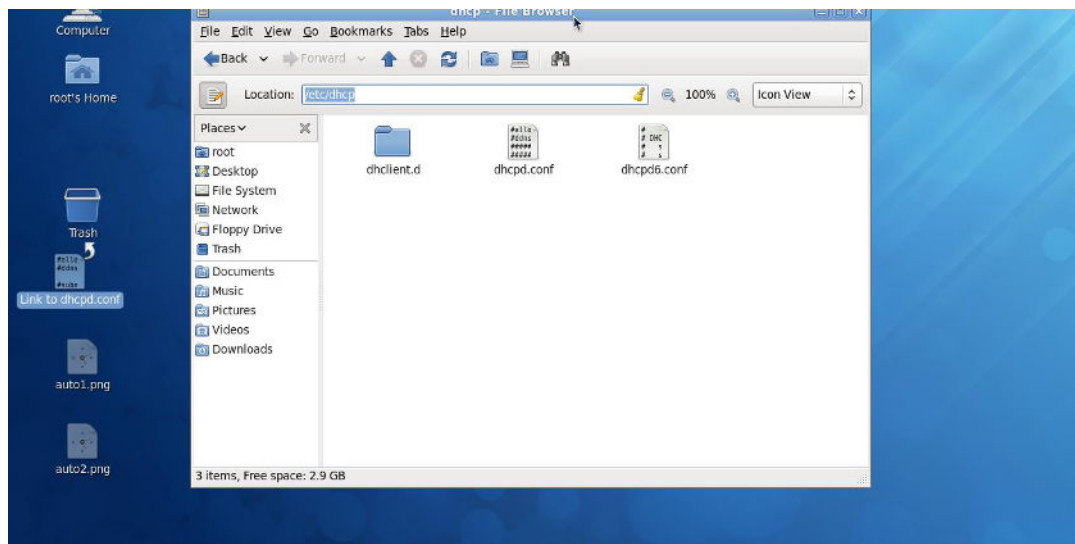 Computer
root's Home
Trash
Link to dhcpd.conf
auto1.png
auto2.png
dhcp - File Browser
File Edit View Go Bookmarks Tabs Help
Back Forward
Location: /etc/dhcp 100% Icon View
Places
root
Desktop
File System
Network
Floppy Drive
Trash
Documents
Music
Pictures
Videos
Downloads
dhclient.d dhcpd.conf dhcpd6.conf
3 items, Free space: 2.9 GB